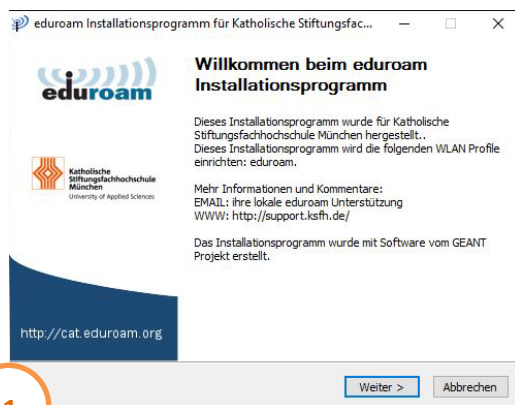 eduroam Installationsprogramm für Katholische Stiftungsfac...
eduroam
Katholische
Stiftungsfachhochschule
München
University of Applied Sciences
http://cat.eduroam.org
Willkommen beim eduroam
Installationsprogramm
Dieses Installationsprogramm wurde für Katholische
Stiftungsfachhochschule München hergestellt..
Dieses Installationsprogramm wird die folgenden WLAN Profile
einrichten: eduroam.
Mehr Informationen und Kommentare:
EMAIL: ihre lokale eduroam Unterstützung
WWW: http://support.ksfh.de/
Das Installationsprogramm wurde mit Software vom GEANT
Projekt erstellt.
Weiter >
Abbrechen
1